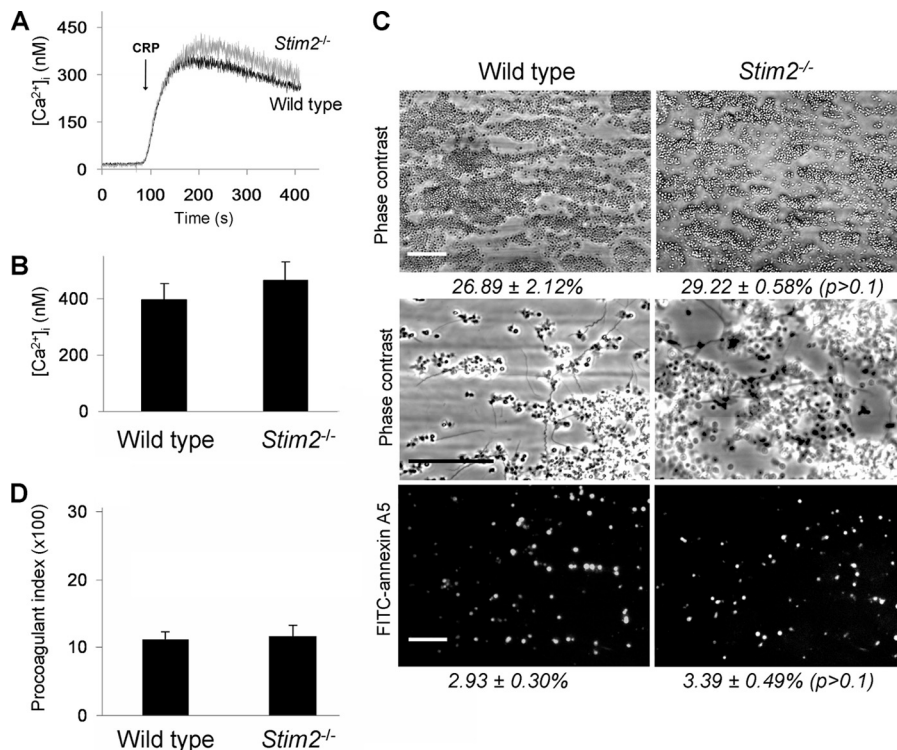 A
[Ca²⁺]ᵢ (nM)
450
300
150
0
CRP
Stim2⁻/⁻
Wild type
0
100
200
300
400
Time (s)
B
[Ca²⁺]ᵢ (nM)
400
200
0
Wild type
Stim2⁻/⁻
D
Procoagulant index (x100)
30
20
10
0
Wild type
Stim2⁻/⁻
C
Wild type
Stim2⁻/⁻
Phase contrast
26.89 ± 2.12%
29.22 ± 0.58% (p>0.1)
Phase contrast
FITC-annexin A5
2.93 ± 0.30%
3.39 ± 0.49% (p>0.1)